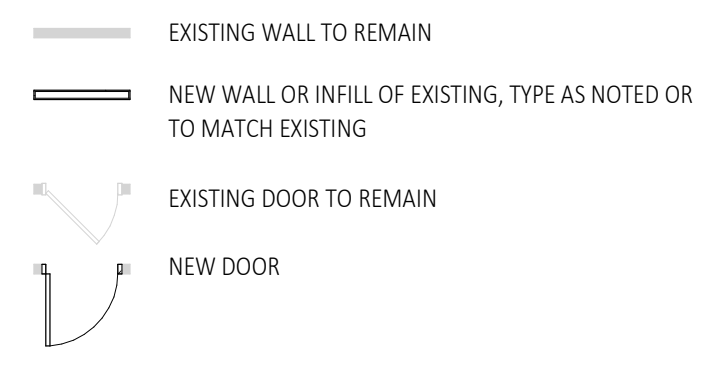 EXISTING WALL TO REMAIN
NEW WALL OR INFILL OF EXISTING, TYPE AS NOTED OR
TO MATCH EXISTING
EXISTING DOOR TO REMAIN
NEW DOOR